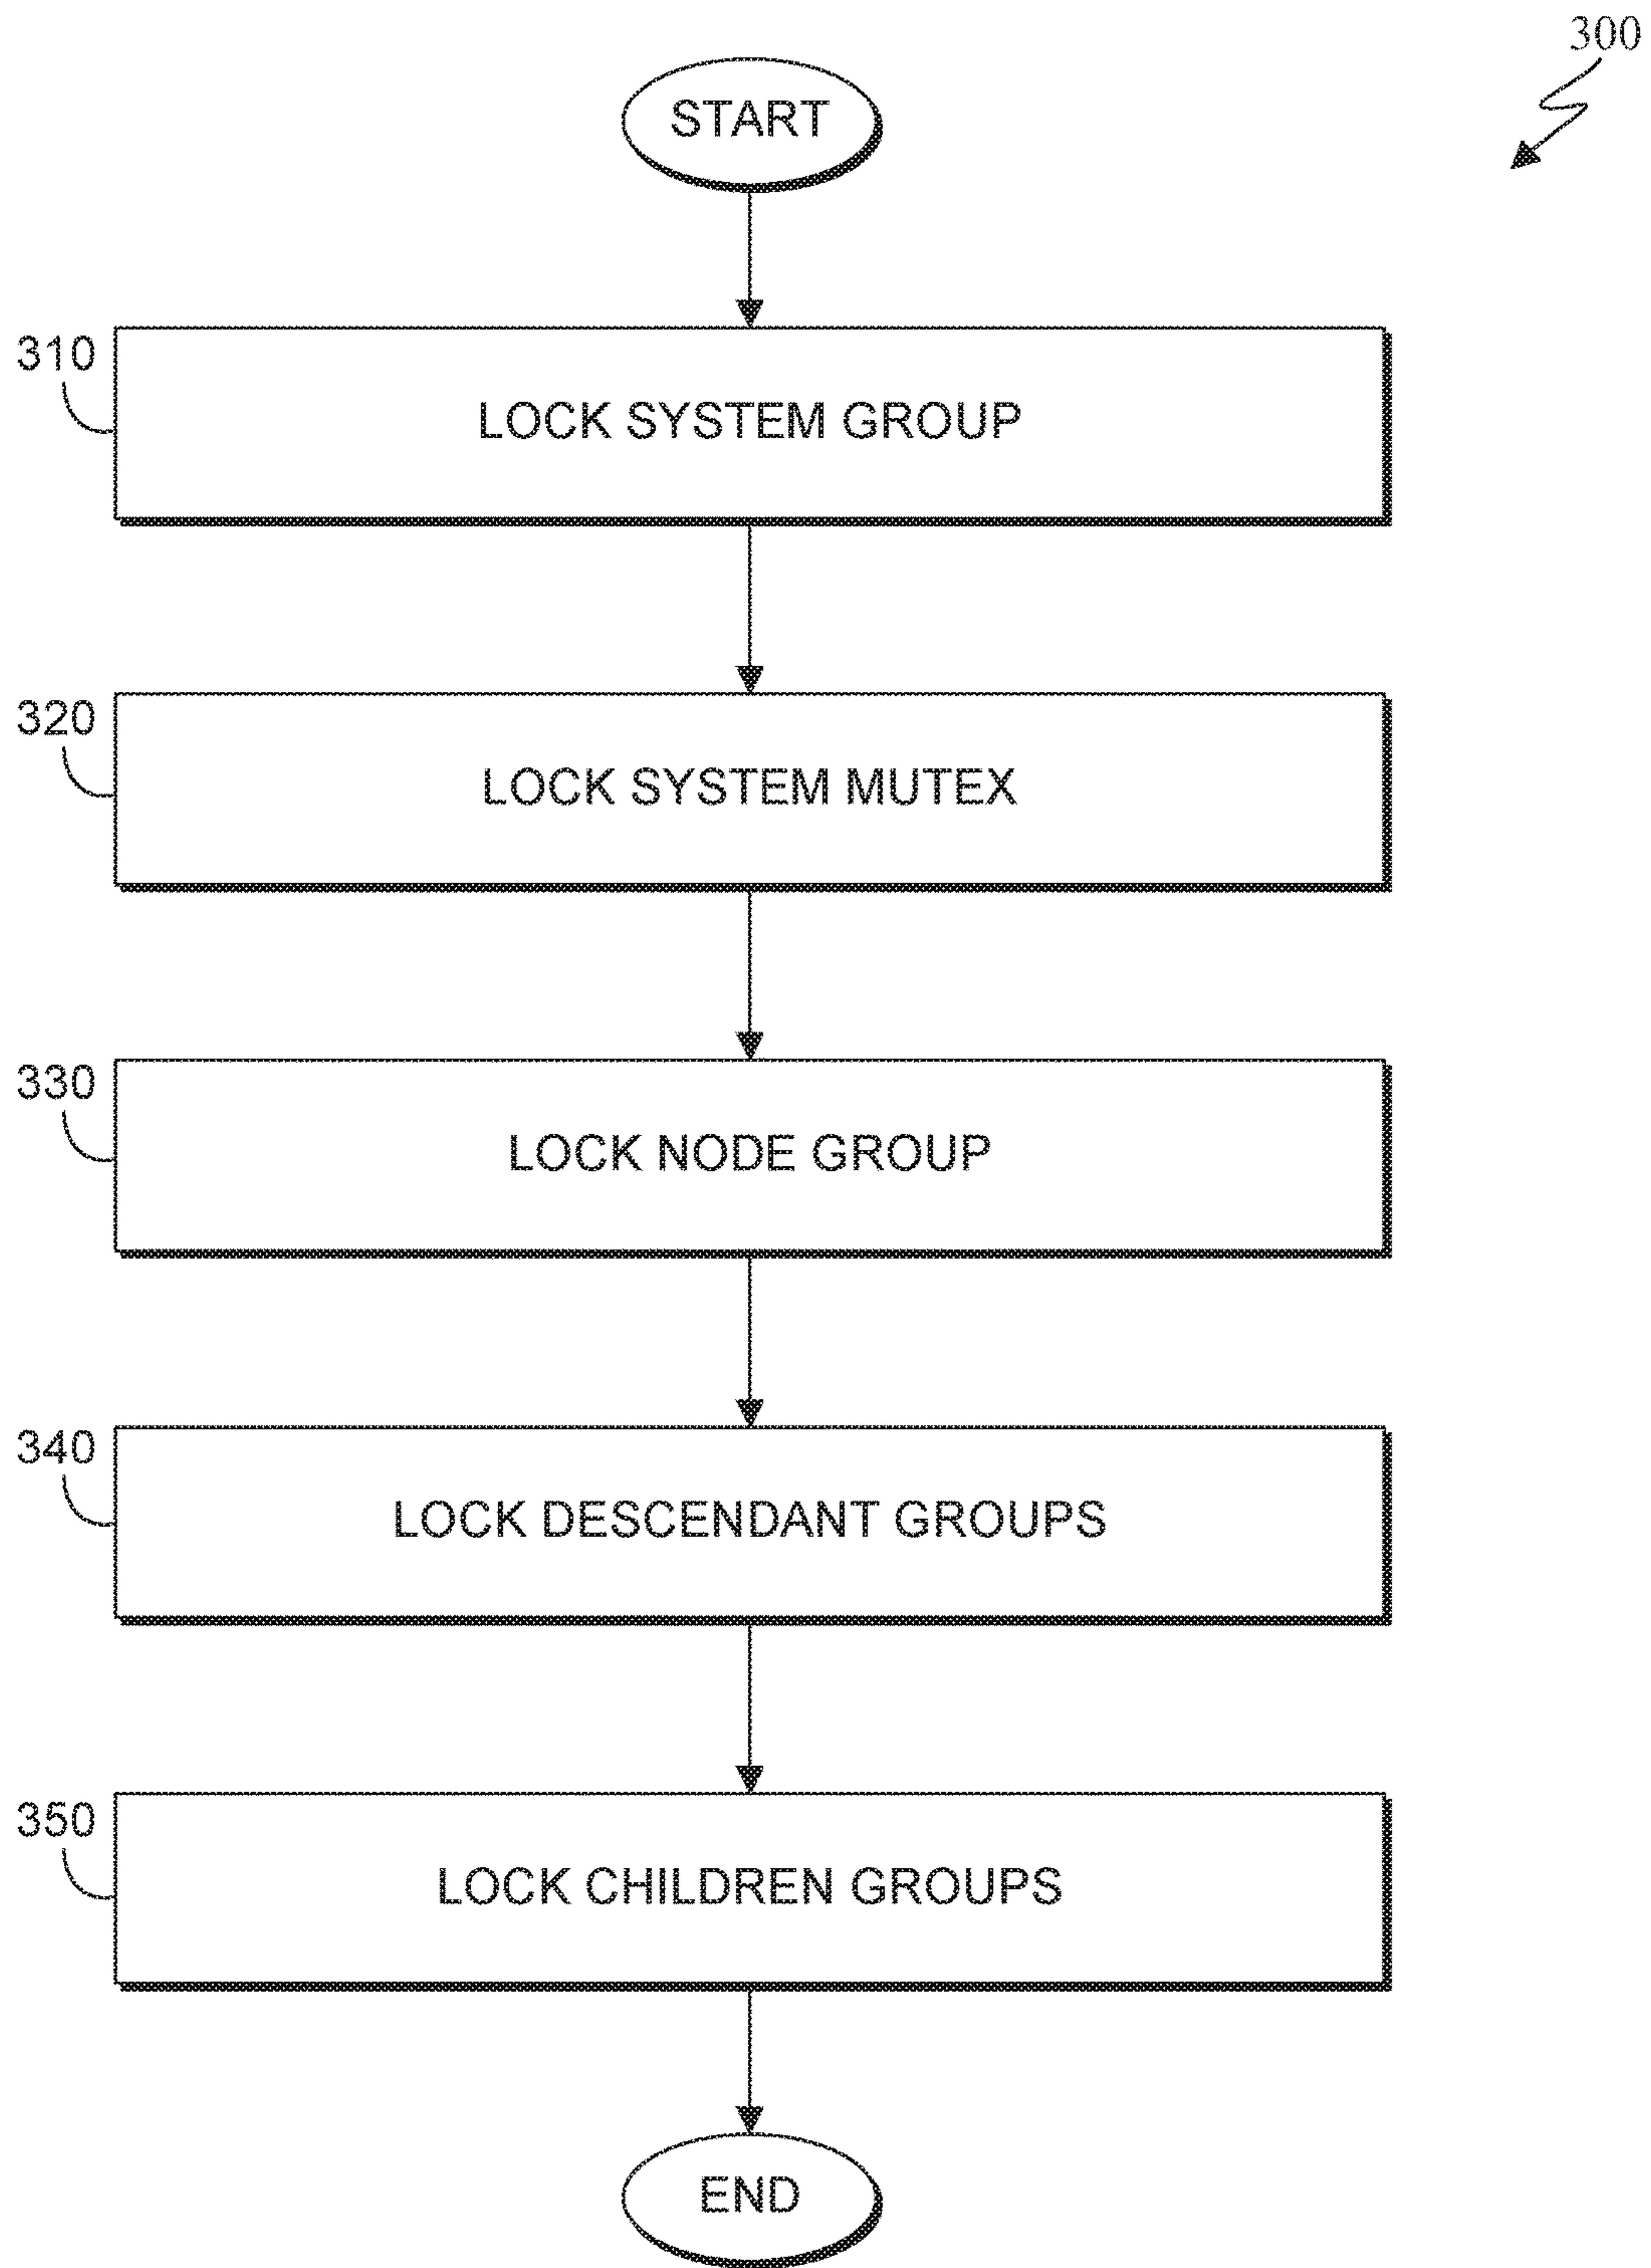 300
START
310
LOCK SYSTEM GROUP
320
LOCK SYSTEM MUTEX
330
LOCK NODE GROUP
340
LOCK DESCENDANT GROUPS
350
LOCK CHILDREN GROUPS
END